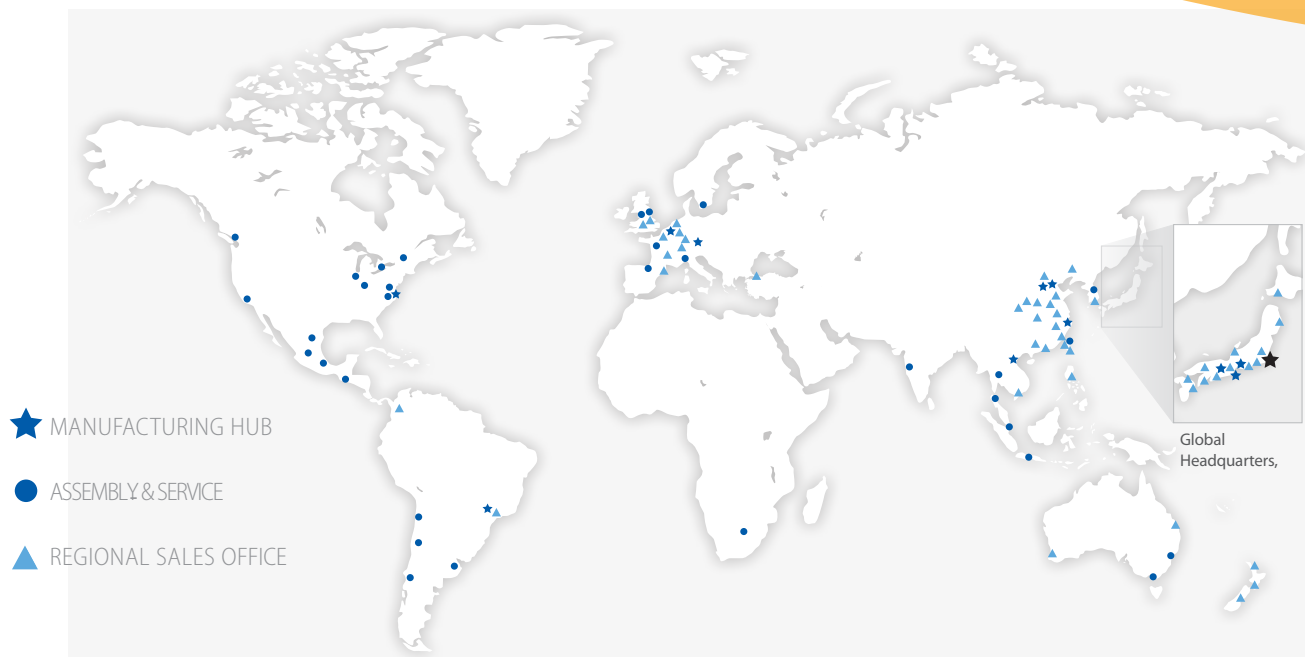 MANUFACTURING HUB
ASSEMBLY & SERVICE
REGIONAL SALES OFFICE
Global
Headquarters,